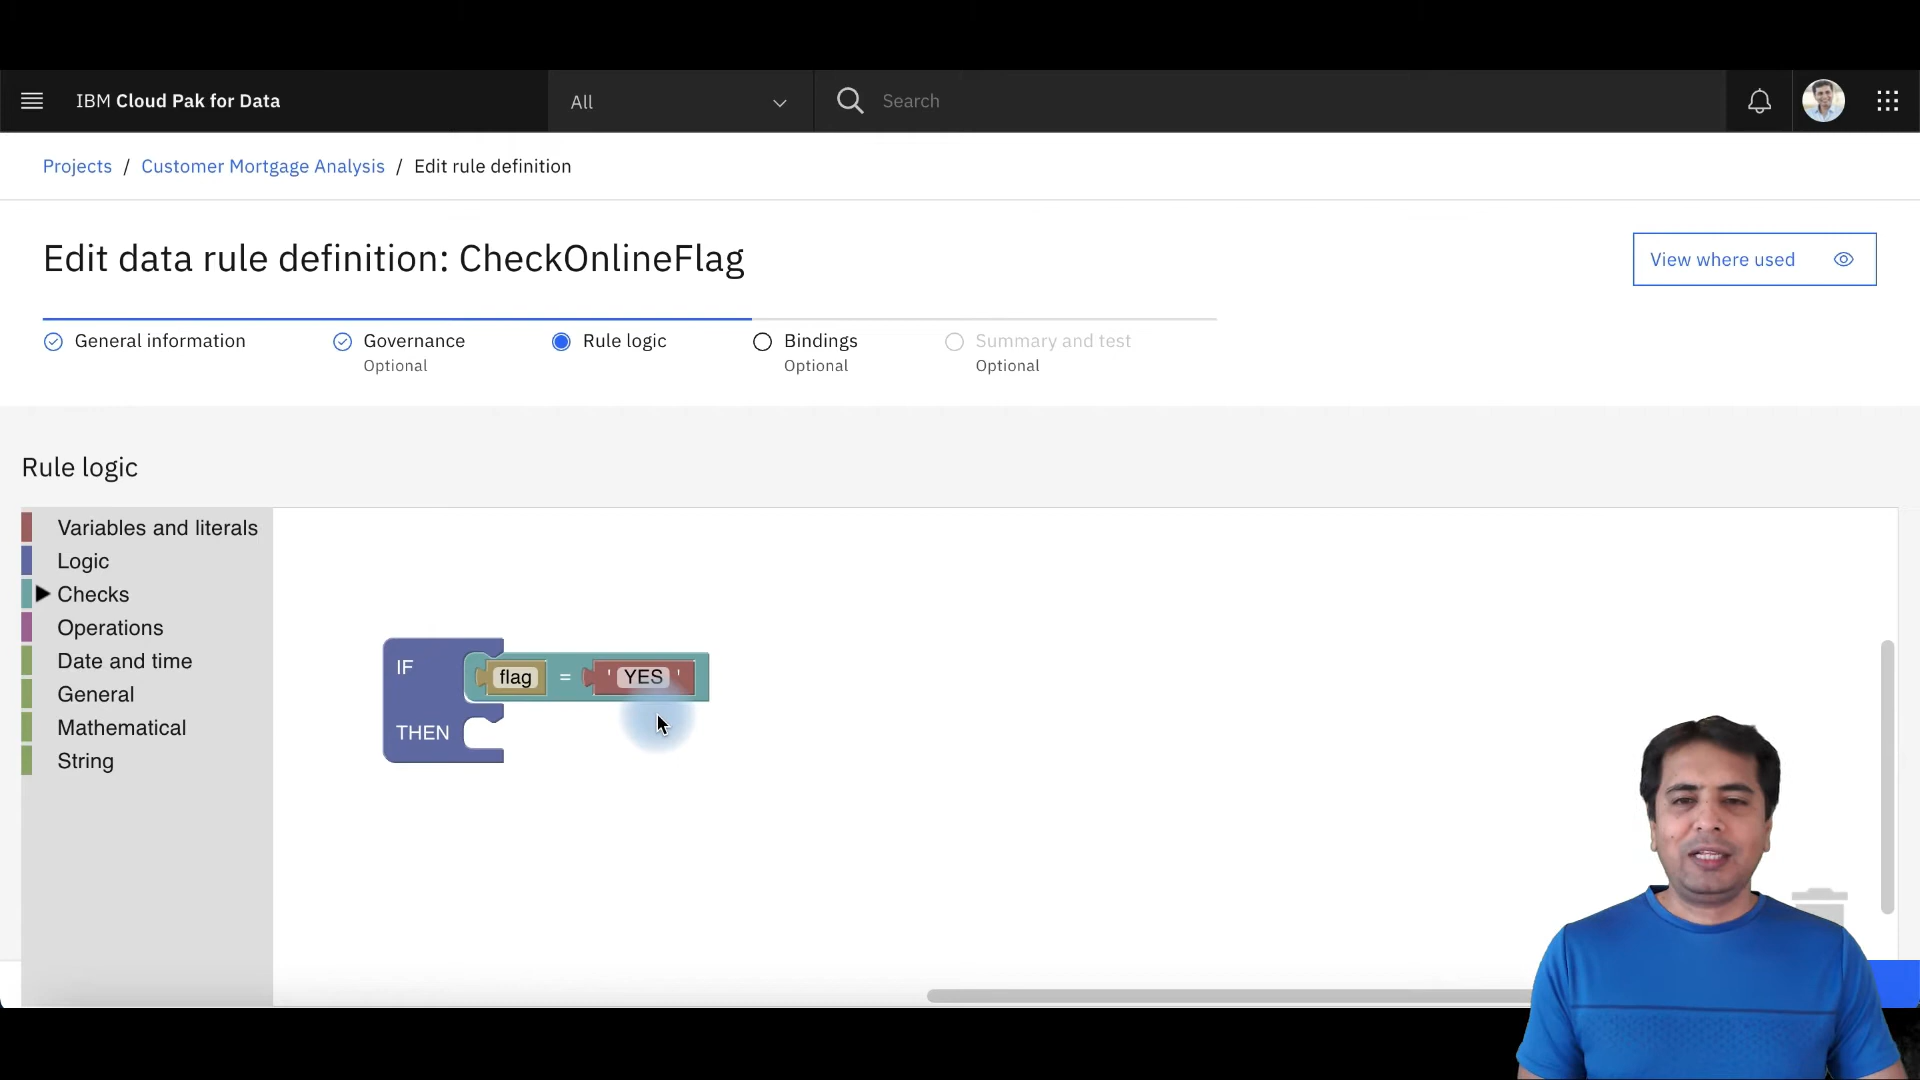 IBM Cloud Pak for Data
All
Search
Projects / Customer Mortgage Analysis / Edit rule definition
Edit data rule definition: CheckOnlineFlag
View where used
General information
Governance
Optional
Rule logic
Bindings
Optional
Summary and test
Optional
Rule logic
Variables and literals
Logic
Checks
Operations
Date and time
General
Mathematical
String
IF flag = ' YES '
THEN